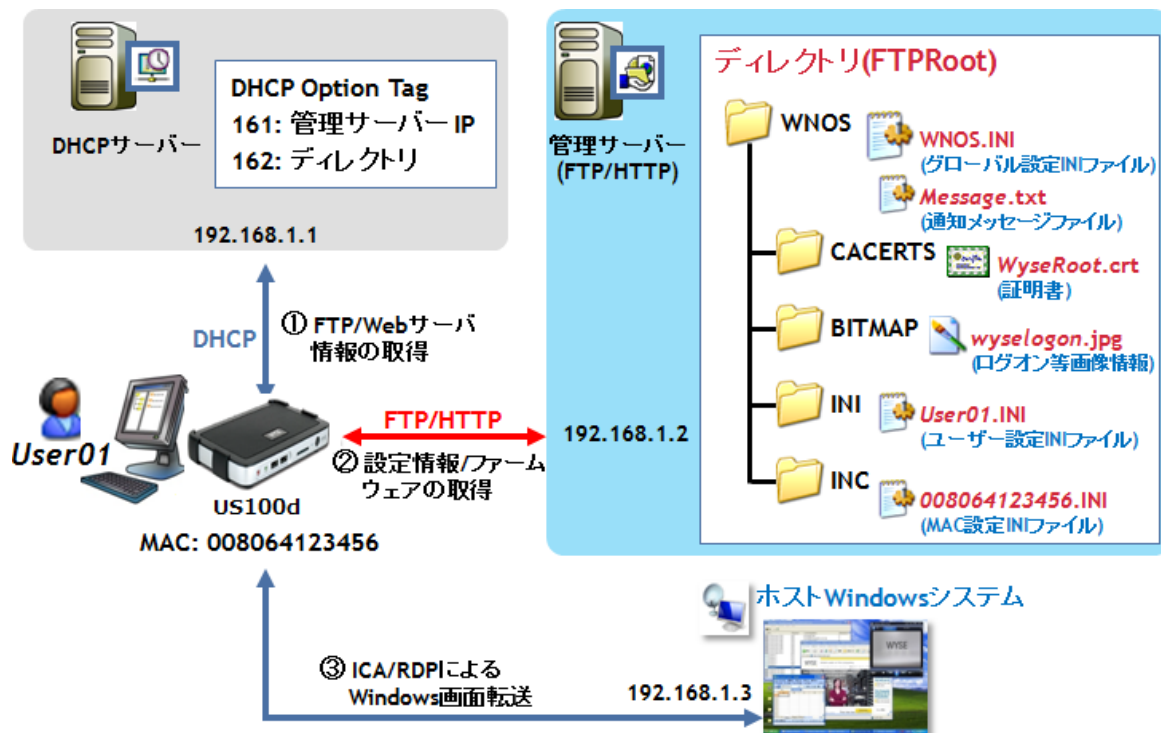 DHCPサーバー
DHCP Option Tag
161: 管理サーバー IP
162: ディレクトリ
192.168.1.1
管理サーバー
(FTP/HTTP)
ディレクトリ(FTPRoot)
WNOS
WNOS.INI
(グローバル設定INIファイル)
Message.txt
(通知メッセージファイル)
CACERTS
WyseRoot.crt
(証明書)
BITMAP
wyselogon.jpg
(ログオン等画像情報)
INI
User01.INI
(ユーザー設定INIファイル)
INC
008064123456.INI
(MAC設定INIファイル)
DHCP
① FTP/Webサーバ
情報の取得
User01
FTP/HTTP
192.168.1.2
② 設定情報/ファーム
ウェアの取得
US100d
MAC: 008064123456
ホストWindowsシステム
WYSE
③ ICA/RDPによる
Windows画面転送
192.168.1.3